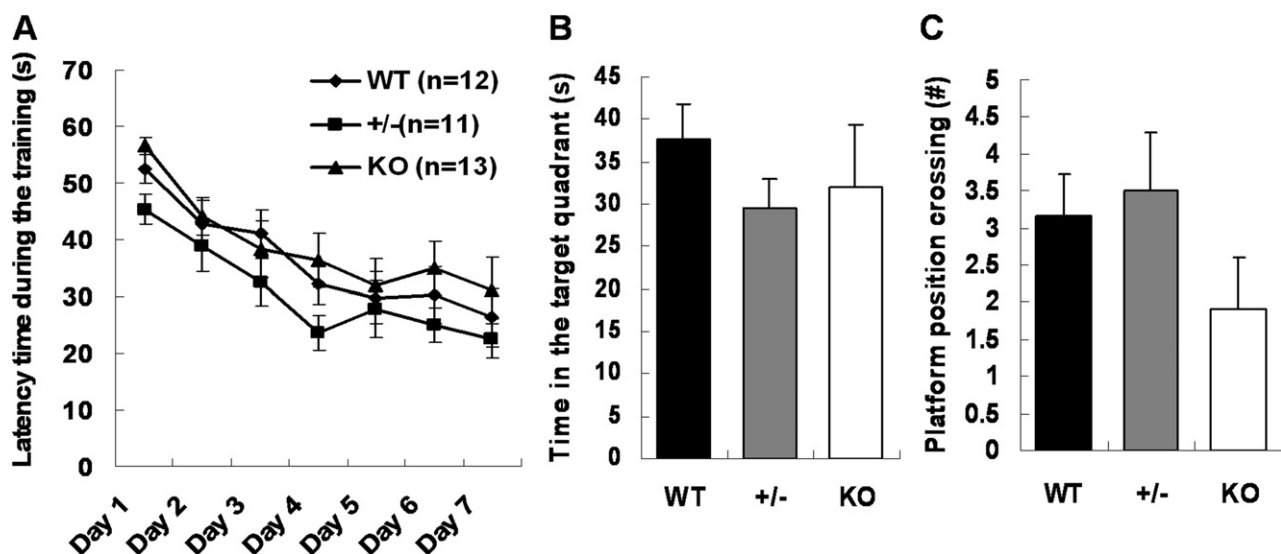 A
Latency time during the training (s)
70
60
50
40
30
20
10
0
WT (n=12)
+/-(n=11)
KO (n=13)
Day 1
Day 2
Day 3
Day 4
Day 5
Day 6
Day 7
B
Time in the target quadrant (s)
45
40
35
30
25
20
15
10
5
0
WT
+/-
KO
C
Platform position crossing (#)
5
4.5
4
3.5
3
2.5
2
1.5
1
0.5
0
WT
+/-
KO